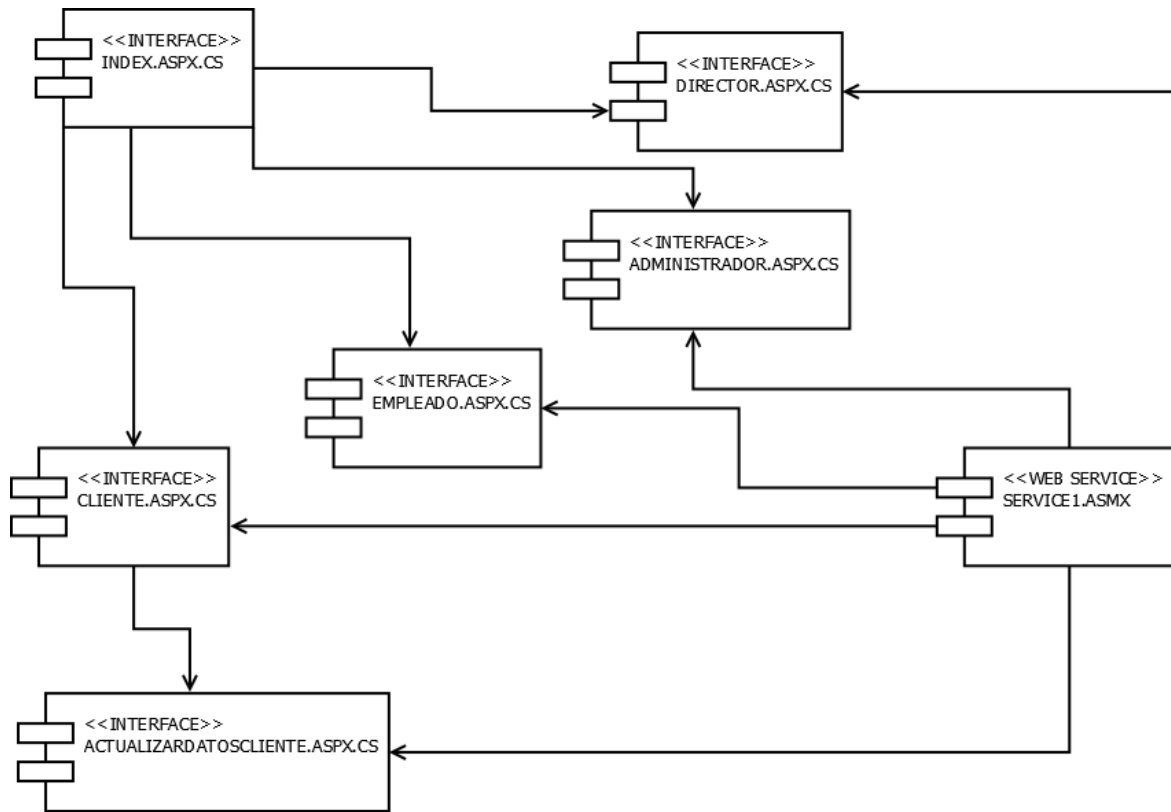 <<INTERFACE>>
INDEX.ASPX.CS
<<INTERFACE>>
DIRECTOR.ASPX.CS
<<INTERFACE>>
ADMINISTRADOR.ASPX.CS
<<INTERFACE>>
EMPLEADO.ASPX.CS
<<INTERFACE>>
CLIENTE.ASPX.CS
<<WEB SERVICE>>
SERVICE1.ASMX
<<INTERFACE>>
ACTUALIZARDATOSCLIENTE.ASPX.CS